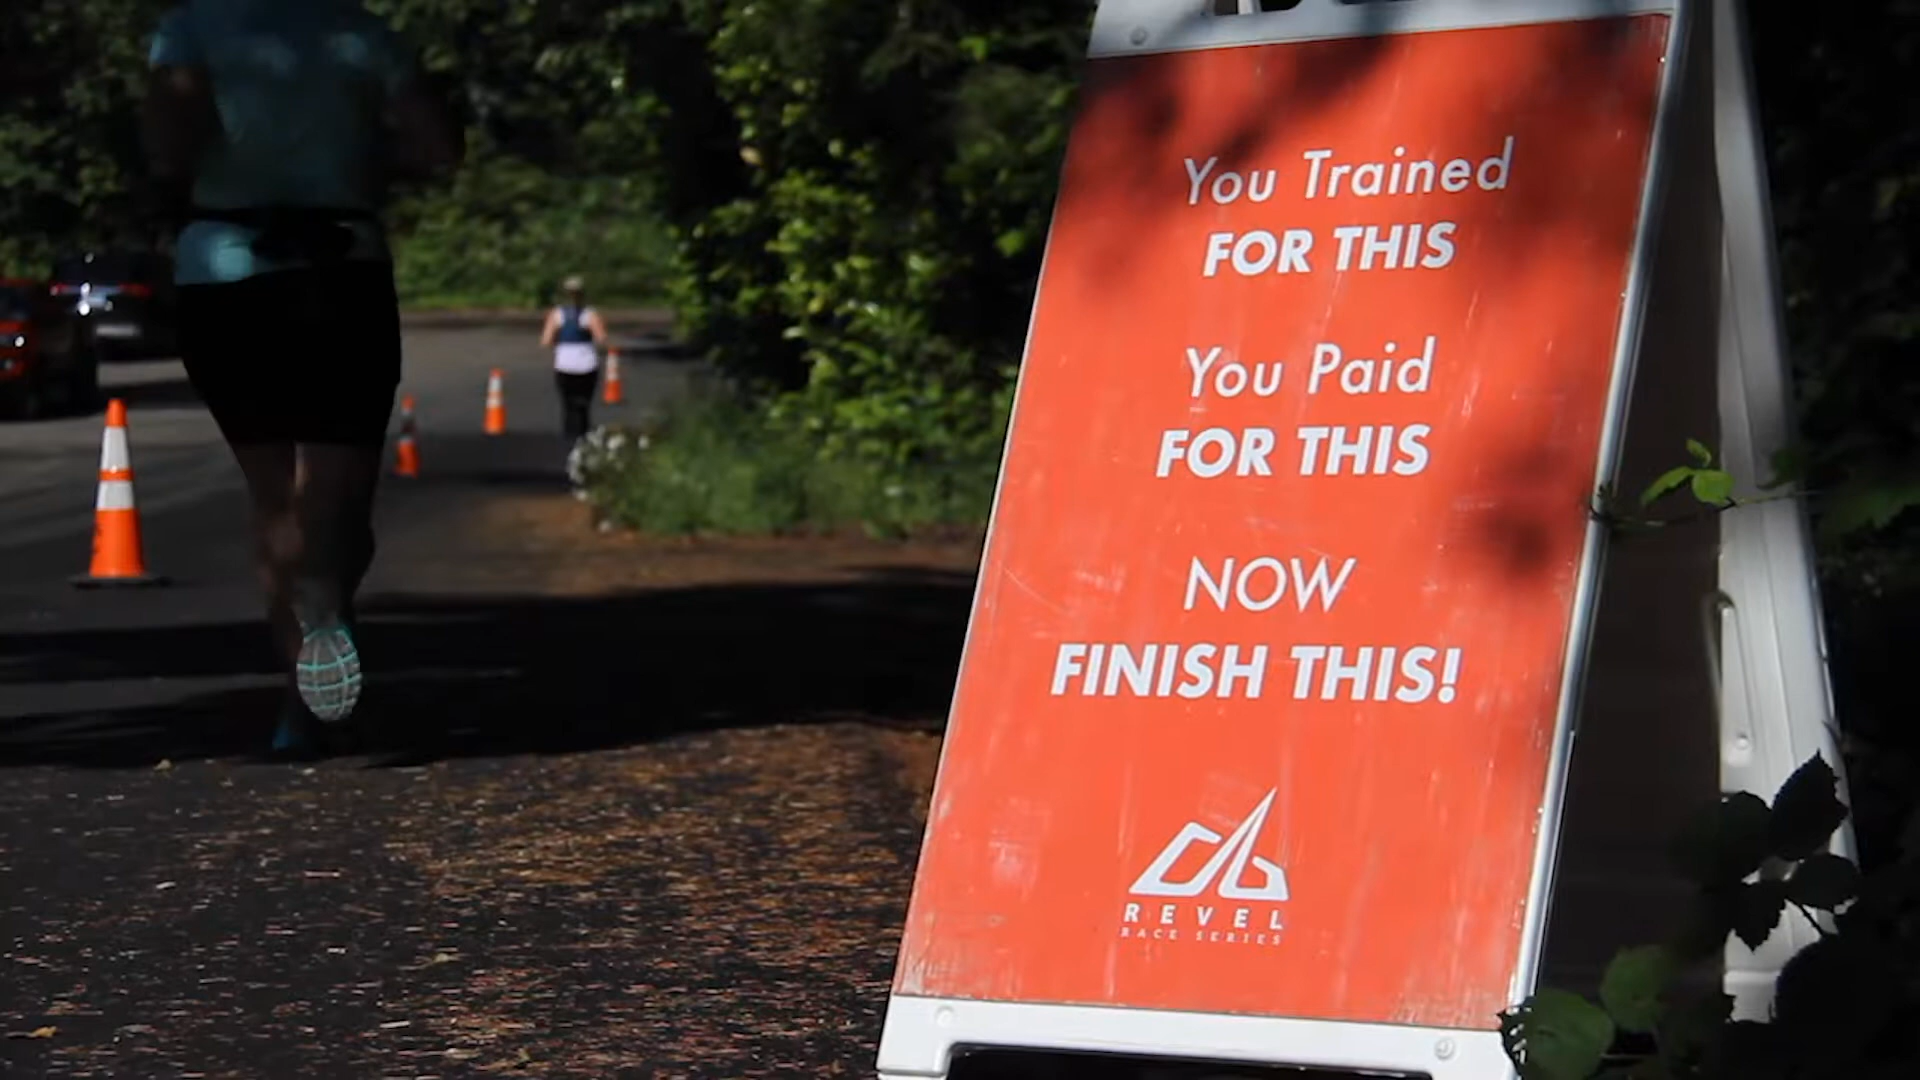 You Trained
FOR THIS
You Paid
FOR THIS
NOW
FINISH THIS!
REVEL
RACE SERIES